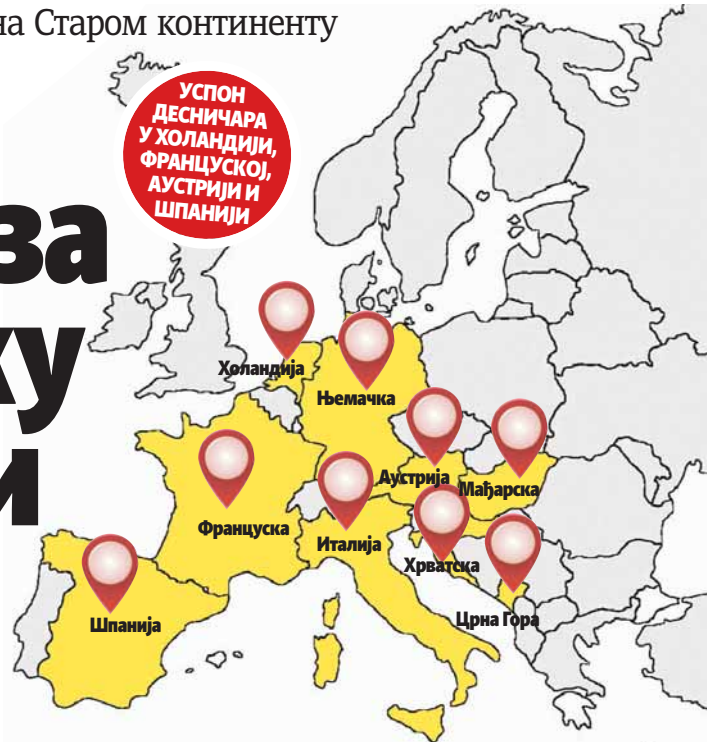 на Старом континенту
УСПОН
ДЕСНИЧАРА
У ХОЛАНДИЈИ,
ФРАНЦУСКОЈ,
АУСТРИЈИ И
ШПАНИЈИ
за
Холандија
Њемачка
Аустрија
Мађарска
Француска
Италија
Хрватска
Црна Гора
Шпанија